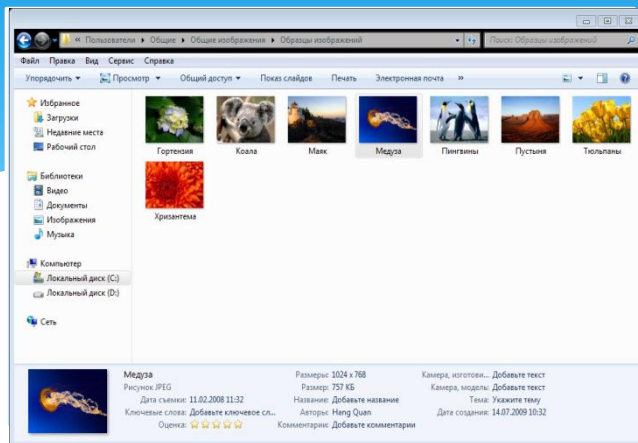 « Пользователи ▸ Общие ▸ Общие изображения ▸ Образцы изображений
Поиск: Образцы изображений
Файл Правка Вид Сервис Справка
Упорядочить Просмотр Общий доступ Показ слайдов Печать Электронная почта »
Избранное
Загрузки
Недавние места
Рабочий стол
Библиотеки
Видео
Документы
Изображения
Музыка
Компьютер
Локальный диск (C:)
Локальный диск (D:)
Сеть
Гортензия Коала Маяк Медуза Пингвины Пустыня Тюльпаны
Хризантема
Медуза
Рисунок JPEG
Дата съемки: 11.02.2008 11:32
Ключевые слова: Добавьте ключевое сл...
Оценка:
Размеры: 1024 x 768
Размер: 757 КБ
Название: Добавьте название
Авторы: Hang Quan
Комментарии: Добавьте комментарии
Камера, изготови... Добавьте текст
Камера, модель: Добавьте текст
Тема: Укажите тему
Дата создания: 14.07.2009 10:32